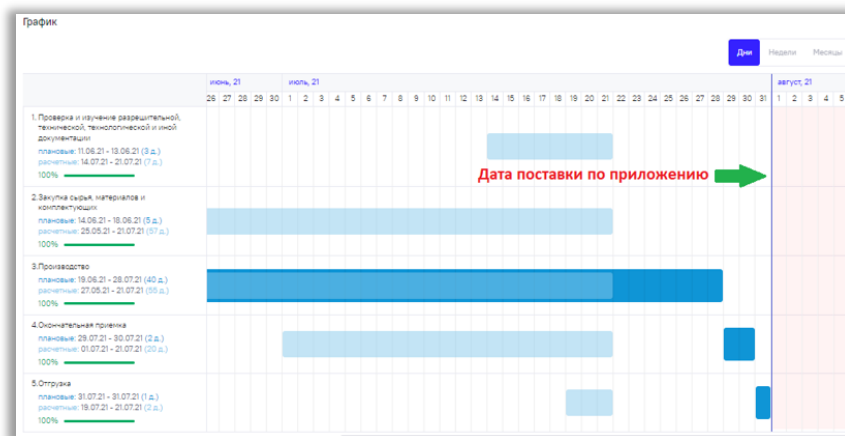 График
Дни Недели Месяцы
июнь, 21 июль, 21 август, 21
26 27 28 29 30 1 2 3 4 5 6 7 8 9 10 11 12 13 14 15 16 17 18 19 20 21 22 23 24 25 26 27 28 29 30 31 1 2 3 4 5
1. Проверка и изучение разрешительной,
технической, технологической и иной
документации
плановые: 11.06.21 - 13.06.21 (3 д.)
расчетные: 14.07.21 - 21.07.21 (7 д.)
100%
Дата поставки по приложению
2.Закупка сырья, материалов и
комплектующих
плановые: 14.06.21 - 18.06.21 (5 д.)
расчетные: 25.05.21 - 21.07.21 (57 д.)
100%
3.Производство
плановые: 19.06.21 - 28.07.21 (40 д.)
расчетные: 27.05.21 - 21.07.21 (55 д.)
100%
4.Окончательная приемка
плановые: 29.07.21 - 30.07.21 (2 д.)
расчетные: 01.07.21 - 21.07.21 (20 д.)
100%
5.Отгрузка
плановые: 31.07.21 - 31.07.21 (1 д.)
расчетные: 19.07.21 - 21.07.21 (2 д.)
100%